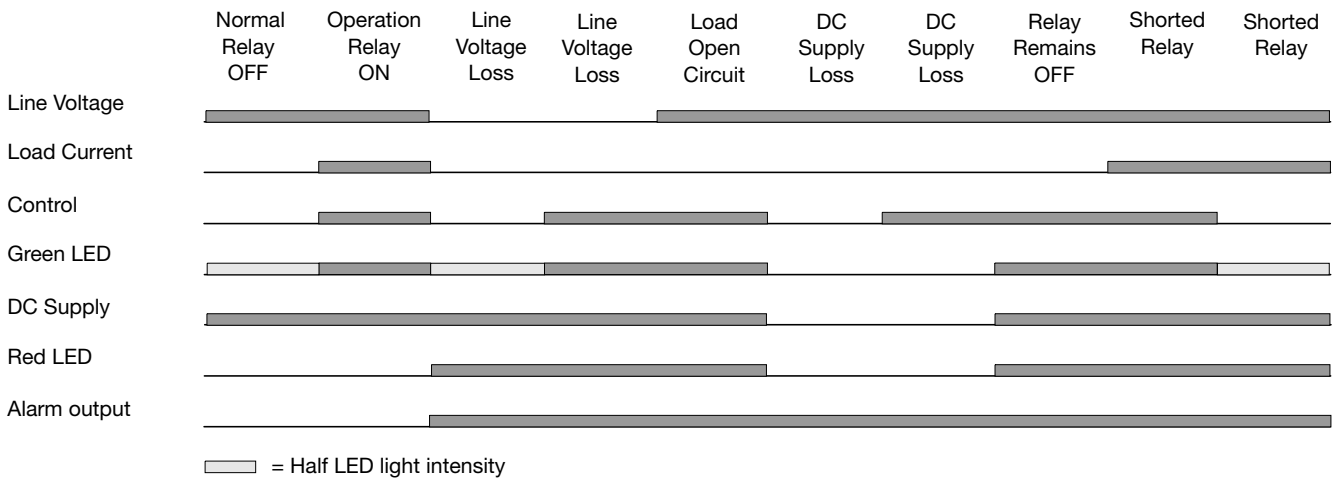 Normal Relay OFF
Operation Relay ON
Line Voltage Loss
Line Voltage Loss
Load Open Circuit
DC Supply Loss
DC Supply Loss
Relay Remains OFF
Shorted Relay
Shorted Relay
Line Voltage
Load Current
Control
Green LED
DC Supply
Red LED
Alarm output
= Half LED light intensity